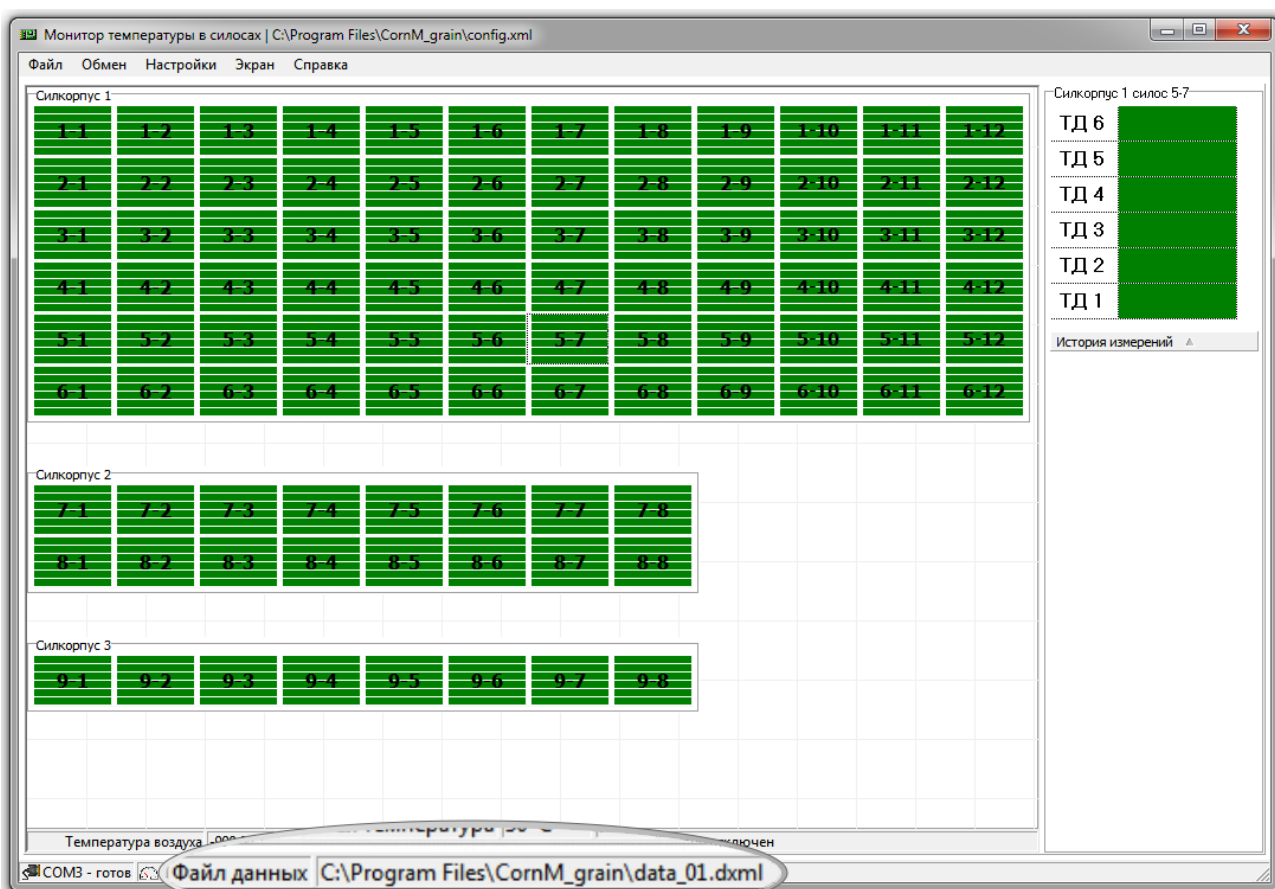 Монитор температуры в силосах | C:\Program Files\CornM_grain\config.xml
Файл Обмен Настройки Экран Справка
Силкорпус 1
1-1 1-2 1-3 1-4 1-5 1-6 1-7 1-8 1-9 1-10 1-11 1-12
2-1 2-2 2-3 2-4 2-5 2-6 2-7 2-8 2-9 2-10 2-11 2-12
3-1 3-2 3-3 3-4 3-5 3-6 3-7 3-8 3-9 3-10 3-11 3-12
4-1 4-2 4-3 4-4 4-5 4-6 4-7 4-8 4-9 4-10 4-11 4-12
5-1 5-2 5-3 5-4 5-5 5-6 5-7 5-8 5-9 5-10 5-11 5-12
6-1 6-2 6-3 6-4 6-5 6-6 6-7 6-8 6-9 6-10 6-11 6-12
Силкорпус 2
7-1 7-2 7-3 7-4 7-5 7-6 7-7 7-8
8-1 8-2 8-3 8-4 8-5 8-6 8-7 8-8
Силкорпус 3
9-1 9-2 9-3 9-4 9-5 9-6 9-7 9-8
Силкорпус 1 силос 5-7
ТД 6
ТД 5
ТД 4
ТД 3
ТД 2
ТД 1
История измерений
Температура воздуха
COM3 - готов
Файл данных C:\Program Files\CornM_grain\data_01.dxml